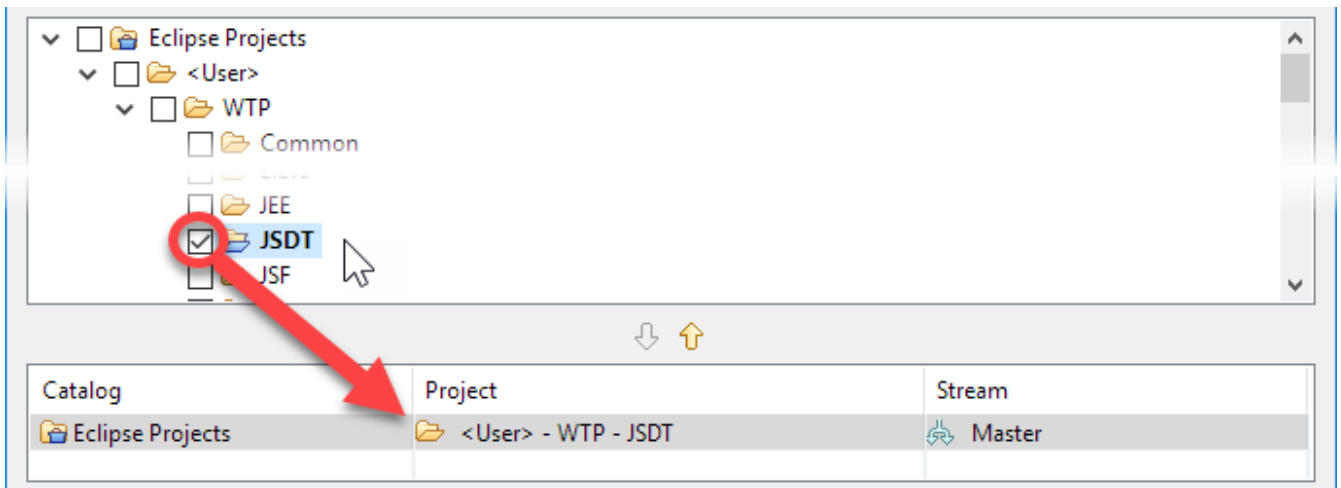 Eclipse Projects
<User>
WTP
Common
JEE
JSDT
JSF
Catalog Project Stream
Eclipse Projects <User> - WTP - JSDT Master